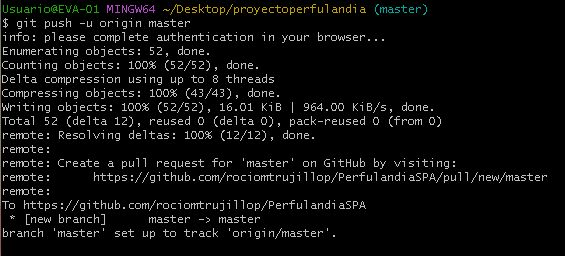 Usuario@EVA-01 MINGW64 ~/Desktop/proyectoperfulandia (master)
$ git push -u origin master
info: please complete authentication in your browser...
Enumerating objects: 52, done.
Counting objects: 100% (52/52), done.
Delta compression using up to 8 threads
Compressing objects: 100% (43/43), done.
Writing objects: 100% (52/52), 16.01 KiB | 964.00 KiB/s, done.
Total 52 (delta 12), reused 0 (delta 0), pack-reused 0 (from 0)
remote: Resolving deltas: 100% (12/12), done.
remote:
remote: Create a pull request for 'master' on GitHub by visiting:
remote:      https://github.com/rociomtrujillop/PerfulandiaSPA/pull/new/master
remote:
To https://github.com/rociomtrujillop/PerfulandiaSPA
 * [new branch]      master -> master
branch 'master' set up to track 'origin/master'.